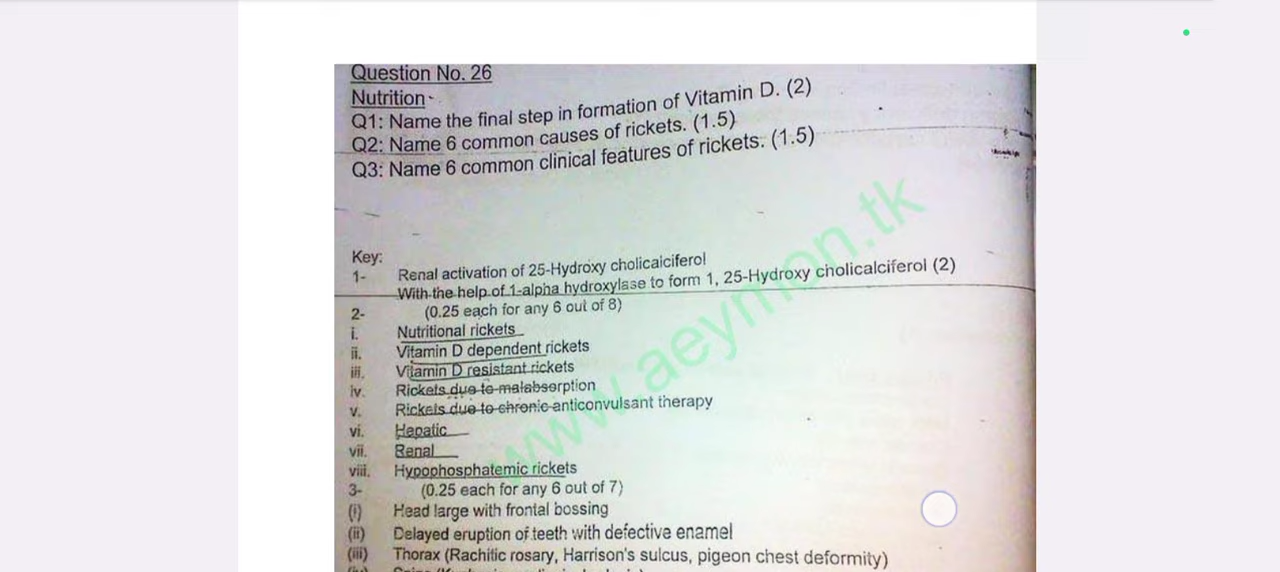 Question No. 26
Nutrition
Q1: Name the final step in formation of Vitamin D. (2)
Q2: Name 6 common causes of rickets. (1.5)
Q3: Name 6 common clinical features of rickets. (1.5)
Key:
1- Renal activation of 25-Hydroxy cholicalciferol
With the help of 1-alpha hydroxylase to form 1, 25-Hydroxy cholicalciferol (2)
2- (0.25 each for any 6 out of 8)
i. Nutritional rickets
ii. Vitamin D dependent rickets
iii. Vitamin D resistant rickets
iv. Rickets due to malabsorption
v. Rickets due to chronic anticonvulsant therapy
vi. Hepatic
vii. Renal
viii. Hypophosphatemic rickets
3- (0.25 each for any 6 out of 7)
(i) Head large with frontal bossing
(ii) Delayed eruption of teeth with defective enamel
(iii) Thorax (Rachitic rosary, Harrison's sulcus, pigeon chest deformity)
www.aeymon.tk